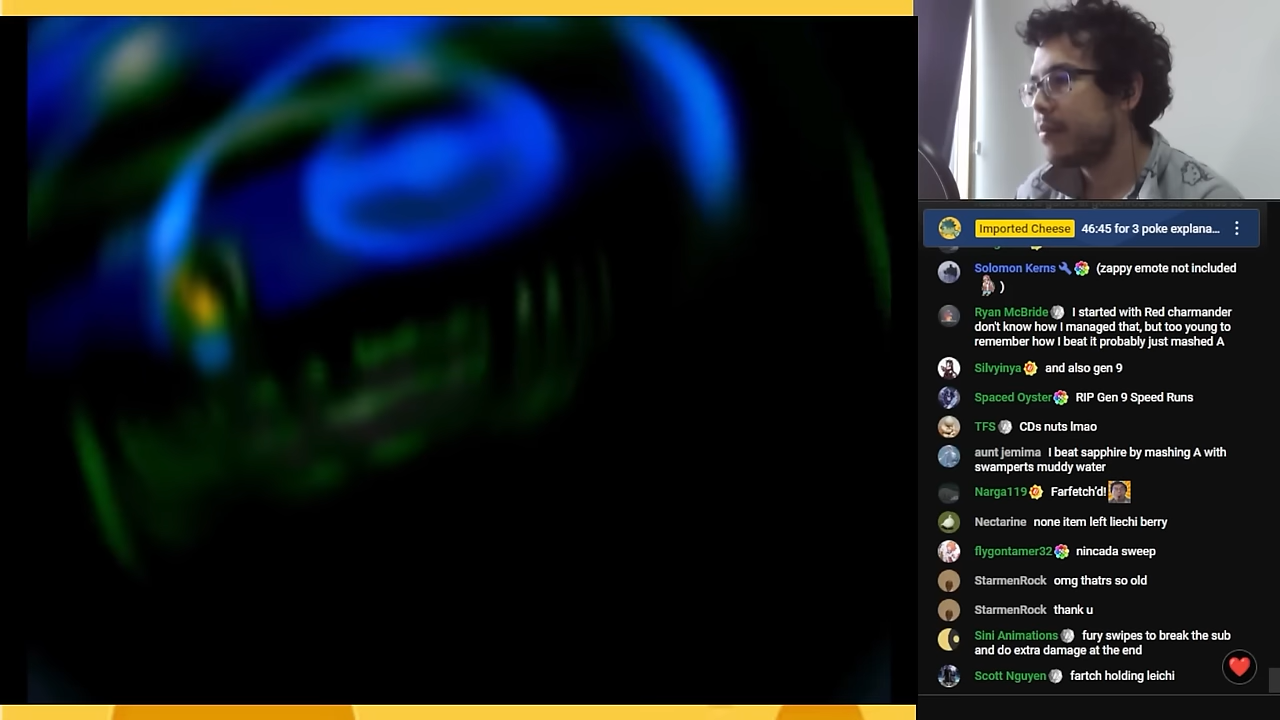 Imported Cheese 46:45 for 3 poke explana...
Solomon Kerns (zappy emote not included
)
Ryan McBride I started with Red charmander
don't know how I managed that, but too young to
remember how I beat it probably just mashed A
Silvyinya and also gen 9
Spaced Oyster RIP Gen 9 Speed Runs
TFS CDs nuts lmao
aunt jemima I beat sapphire by mashing A with
swamperts muddy water
Narga119 Farfetch'd!
Nectarine none item left liechi berry
flygontamer32 nincada sweep
StarmenRock omg thatrs so old
StarmenRock thank u
Sini Animations fury swipes to break the sub
and do extra damage at the end
Scott Nguyen fartch holding leichi